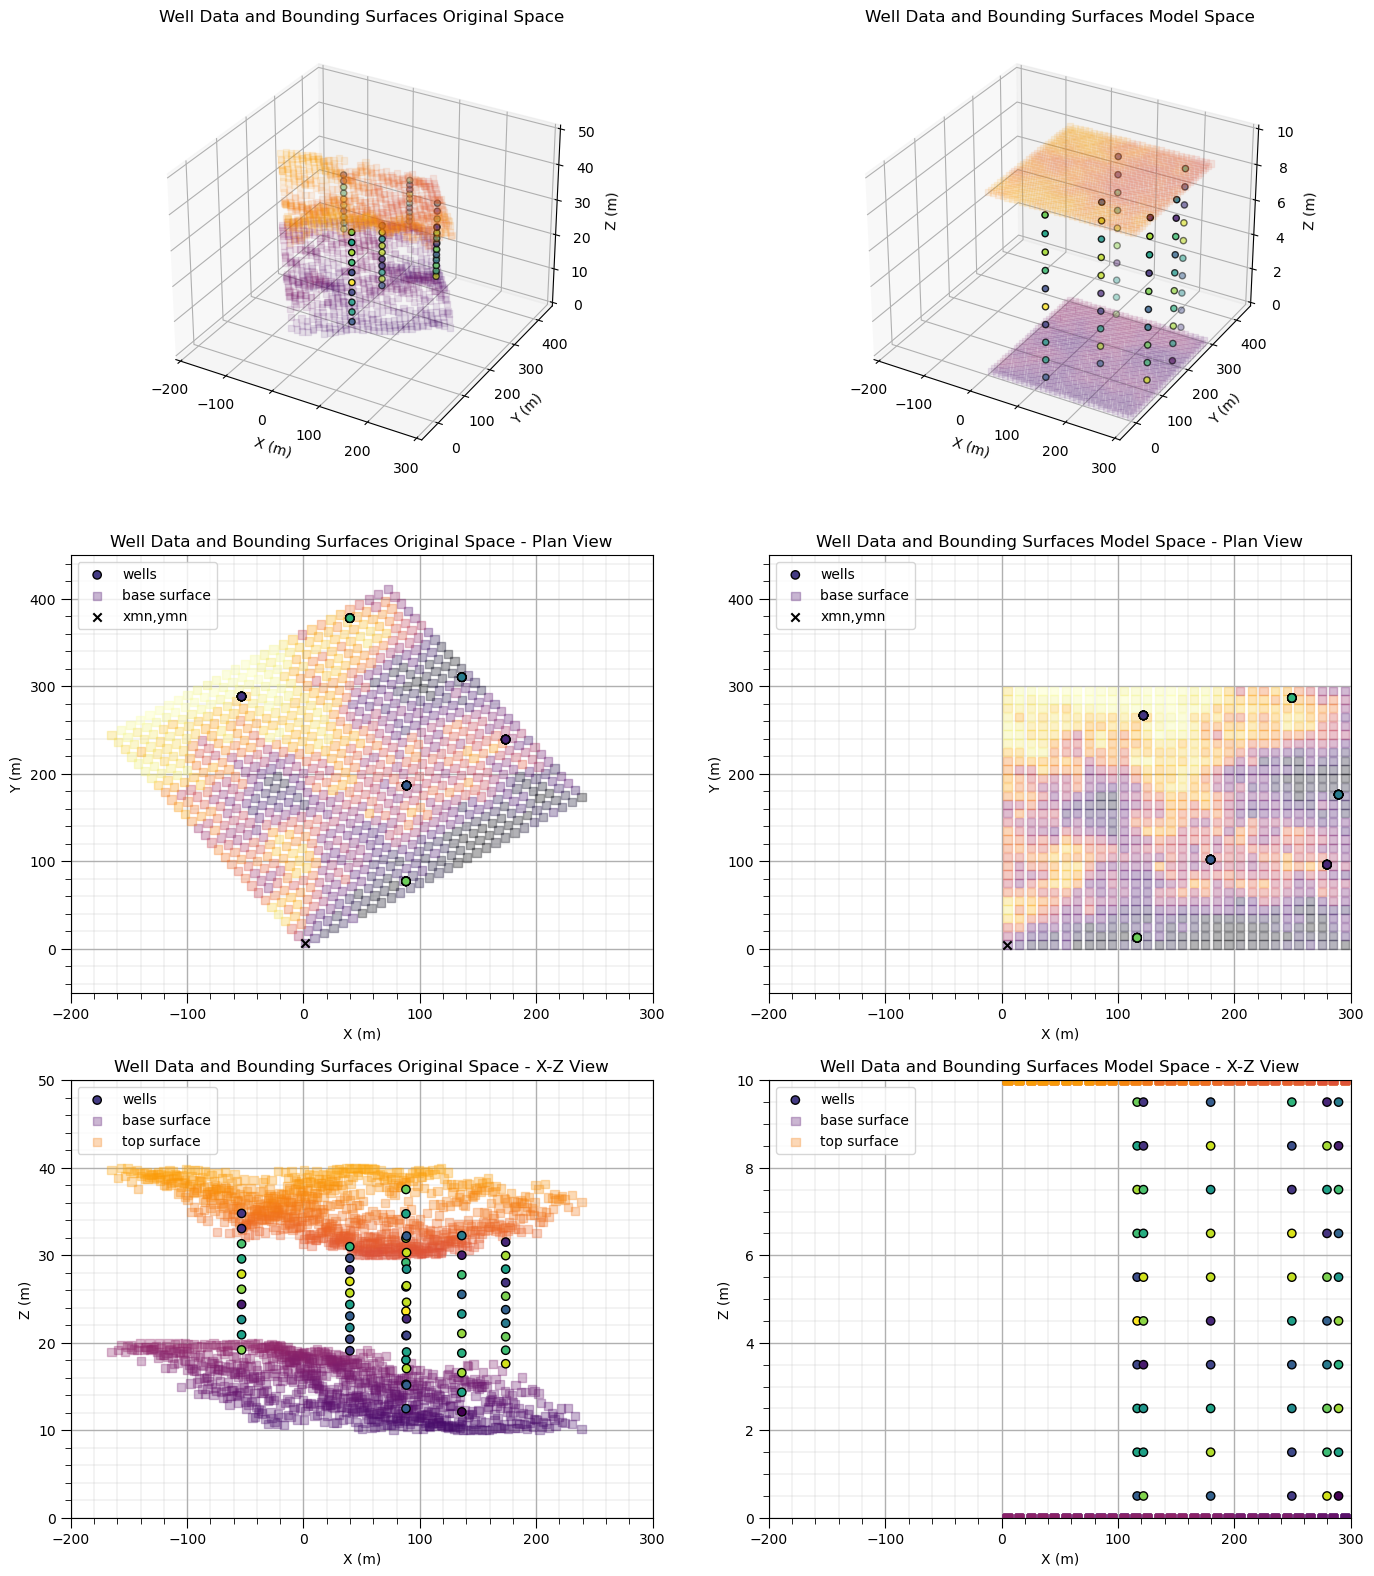 Well Data and Bounding Surfaces Original Space
Well Data and Bounding Surfaces Model Space
50
40
30
20
10
0
Z (m)
400
300
200
100
0
Y (m)
−200
−100
0
100
200
300
X (m)
10
8
6
4
2
0
Z (m)
400
300
200
100
0
Y (m)
−200
−100
0
100
200
300
X (m)
Well Data and Bounding Surfaces Original Space - Plan View
wells
base surface
xmn,ymn
400
300
200
100
0
Y (m)
−200
−100
0
100
200
300
X (m)
Well Data and Bounding Surfaces Model Space - Plan View
wells
base surface
xmn,ymn
400
300
200
100
0
Y (m)
−200
−100
0
100
200
300
X (m)
Well Data and Bounding Surfaces Original Space - X-Z View
wells
base surface
top surface
50
40
30
20
10
0
Z (m)
−200
−100
0
100
200
300
X (m)
Well Data and Bounding Surfaces Model Space - X-Z View
wells
base surface
top surface
10
8
6
4
2
0
Z (m)
−200
−100
0
100
200
300
X (m)